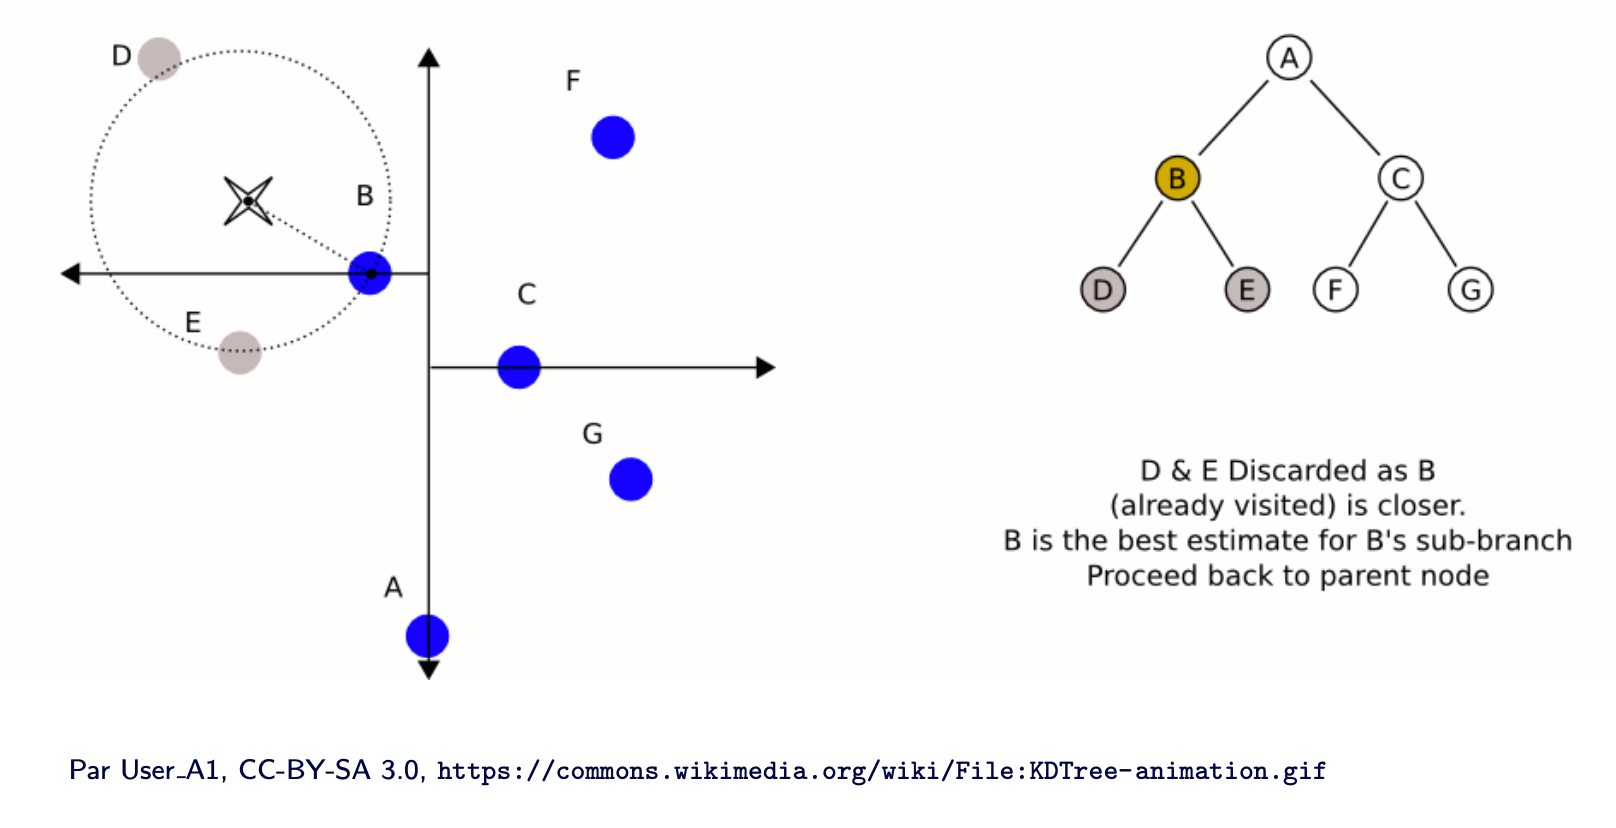 D
F
B
C
E
G
A
A
B
C
D
E
F
G
D & E Discarded as B
(already visited) is closer.
B is the best estimate for B's sub-branch
Proceed back to parent node
Par User_A1, CC-BY-SA 3.0, https://commons.wikimedia.org/wiki/File:KDTree-animation.gif